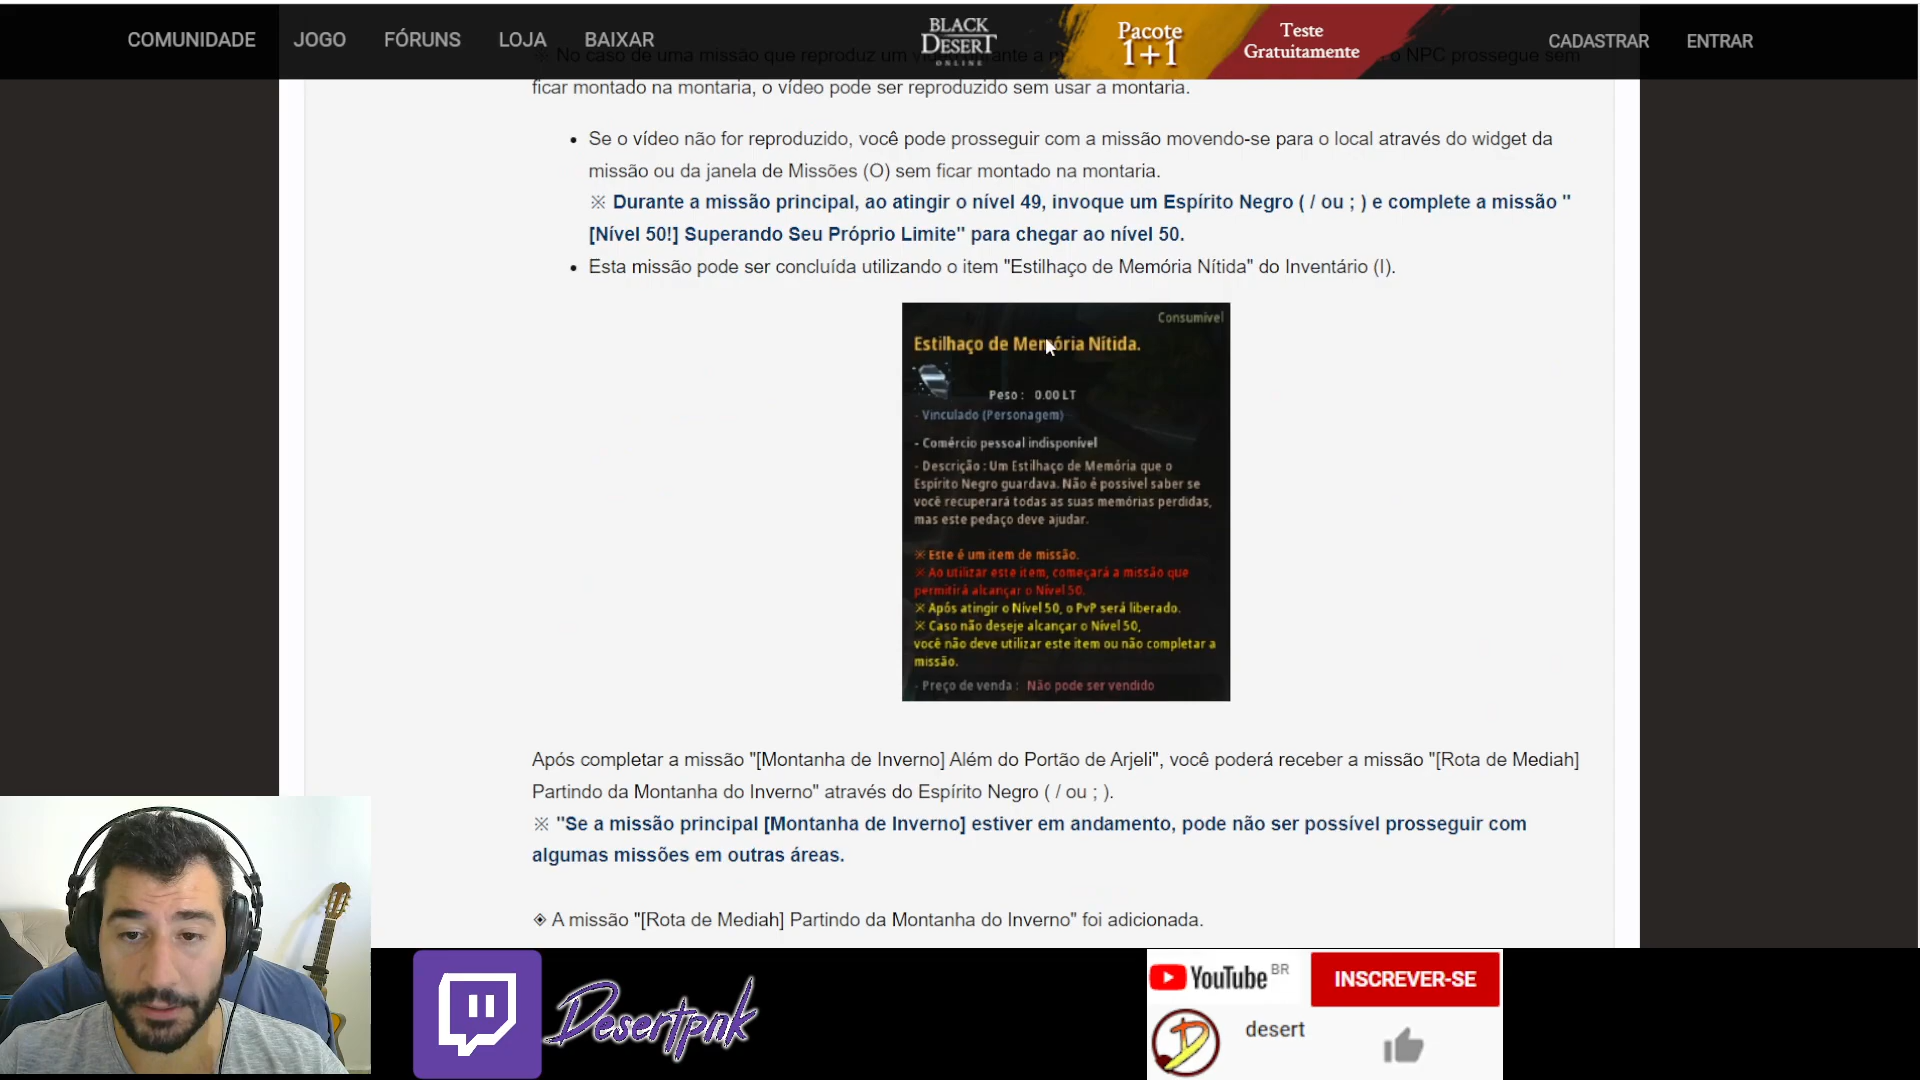 COMUNIDADE JOGO FÓRUNS LOJA BAIXAR
BLACK
DESERT
ONLINE
Pacote
1+1
Teste
Gratuitamente
CADASTRAR ENTRAR
※ No caso de uma missão que reproduz um vídeo durante a NPC prossegue sem
ficar montado na montaria, o vídeo pode ser reproduzido sem usar a montaria.
• Se o vídeo não for reproduzido, você pode prosseguir com a missão movendo-se para o local através do widget da
missão ou da janela de Missões (O) sem ficar montado na montaria.
※ Durante a missão principal, ao atingir o nível 49, invoque um Espírito Negro ( / ou ; ) e complete a missão "
[Nível 50!] Superando Seu Próprio Limite" para chegar ao nível 50.
• Esta missão pode ser concluída utilizando o item "Estilhaço de Memória Nítida" do Inventário (I).
Consumível
Estilhaço de Memória Nítida.
Peso : 0.00 LT
- Vinculado (Personagem)
- Comércio pessoal indisponível
- Descrição : Um Estilhaço de Memória que o
Espírito Negro guardava. Não é possível saber se
você recuperará todas as suas memórias perdidas,
mas este pedaço deve ajudar.
※ Este é um item de missão.
※ Ao utilizar este item, começará a missão que
permitirá alcançar o Nível 50.
※ Após atingir o Nível 50, o PvP será liberado.
※ Caso não deseje alcançar o Nível 50,
você não deve utilizar este item ou não completar a
missão.
- Preço de venda : Não pode ser vendido
Após completar a missão "[Montanha de Inverno] Além do Portão de Arjeli", você poderá receber a missão "[Rota de Mediah]
Partindo da Montanha do Inverno" através do Espírito Negro ( / ou ; ).
※ "Se a missão principal [Montanha de Inverno] estiver em andamento, pode não ser possível prosseguir com
algumas missões em outras áreas.
◈ A missão "[Rota de Mediah] Partindo da Montanha do Inverno" foi adicionada.
Desertpnk
YouTube BR
INSCREVER-SE
D
desert